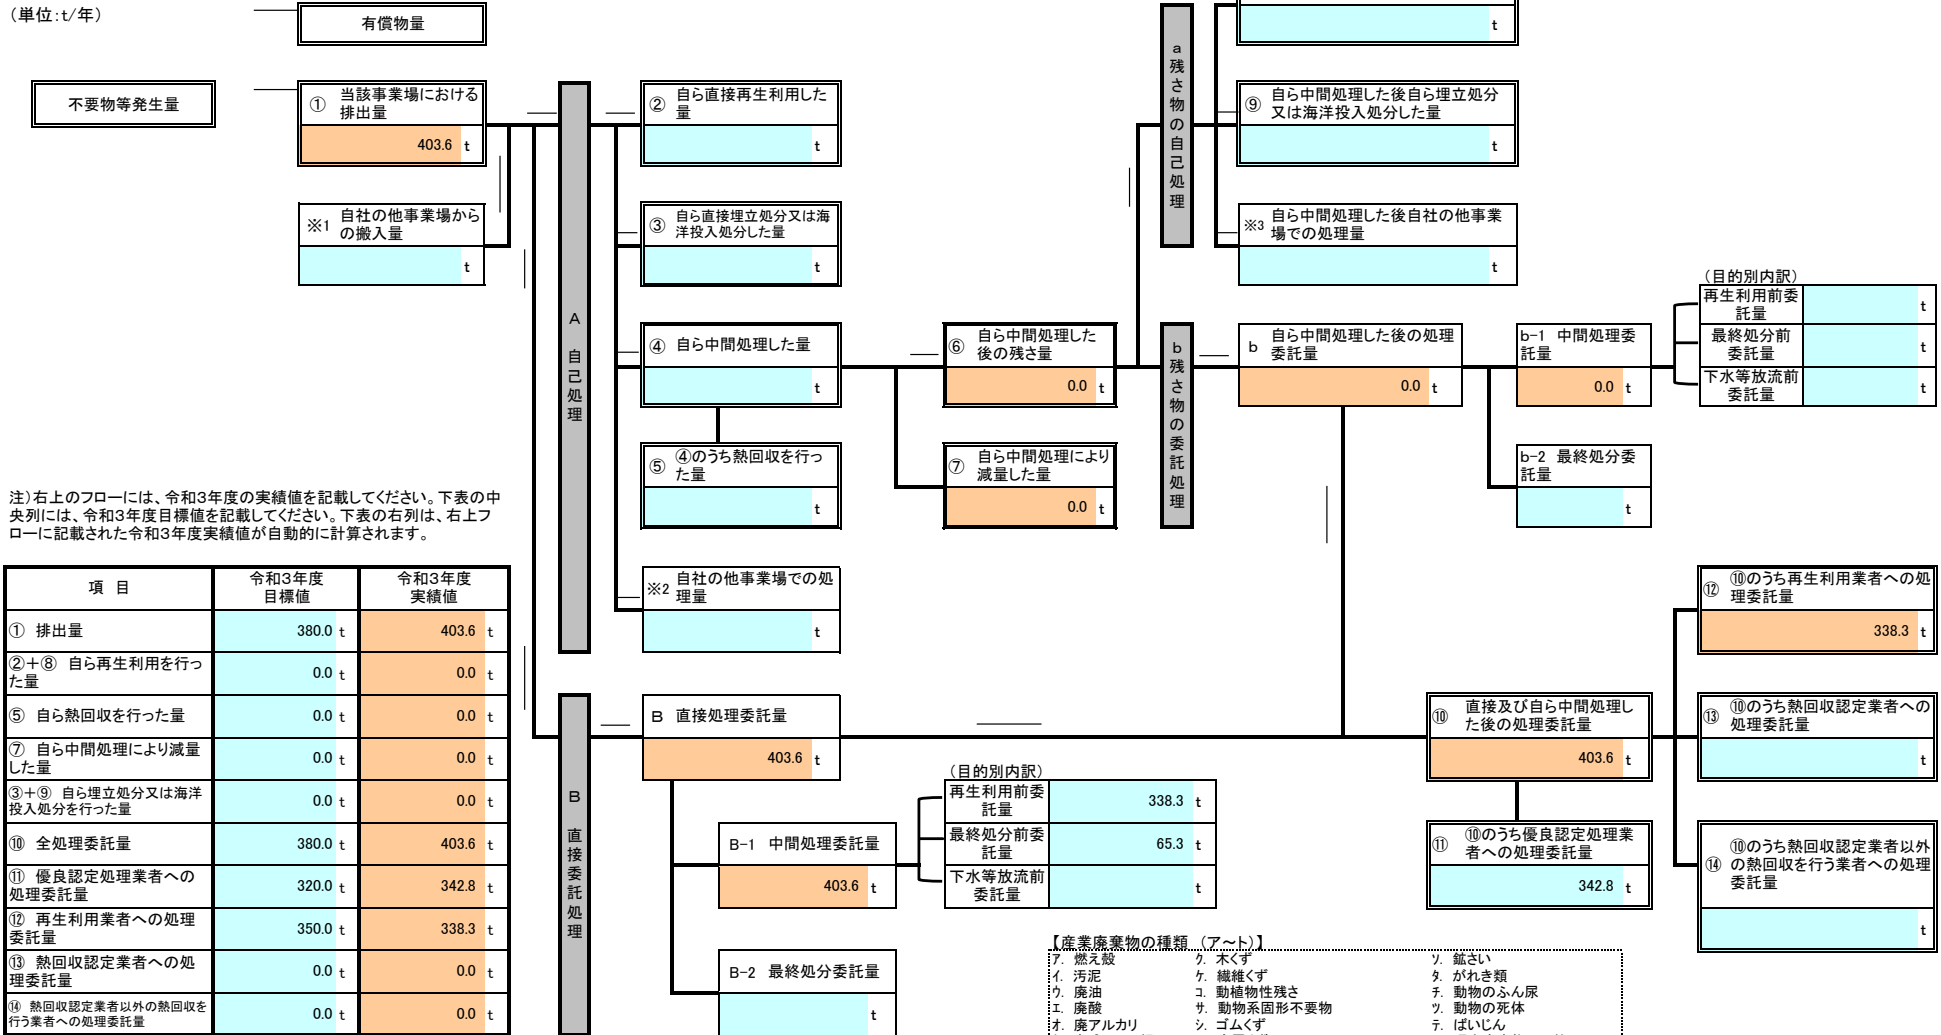 （単位:t/年）
有償物量
不要物等発生量
① 当該事業場における
排出量
403.6 t
※1 自社の他事業場から
の搬入量
t
A 自己処理
② 自ら直接再生利用した
量
t
③ 自ら直接埋立処分又は海
洋投入処分した量
t
④ 自ら中間処理した量
t
⑤ ④のうち熱回収を行っ
た量
t
※2 自社の他事業場での処
理量
t
⑥ 自ら中間処理した
後の残さ量
0.0 t
⑦ 自ら中間処理により
減量した量
0.0 t
a 残さ物の自己処理
t
⑨ 自ら中間処理した後自ら埋立処分
又は海洋投入処分した量
t
※3 自ら中間処理した後自社の他事業
場での処理量
t
b 残さ物の委託処理
b 自ら中間処理した後の処理
委託量
0.0 t
b-1 中間処理委
託量
0.0 t
b-2 最終処分委
託量
t
（目的別内訳）
再生利用前委
託量
t
最終処分前
委託量
t
下水等放流前
委託量
t
注）右上のフローには、令和3年度の実績値を記載してください。下表の中
央列には、令和3年度目標値を記載してください。下表の右列は、右上フ
ローに記載された令和3年度実績値が自動的に計算されます。
項 目 令和3年度
目標値 令和3年度
実績値
① 排出量 380.0 t 403.6 t
②+⑧ 自ら再生利用を行っ
た量 0.0 t 0.0 t
⑤ 自ら熱回収を行った量 0.0 t 0.0 t
⑦ 自ら中間処理により減量
した量 0.0 t 0.0 t
③+⑨ 自ら埋立処分又は海洋
投入処分を行った量 0.0 t 0.0 t
⑩ 全処理委託量 380.0 t 403.6 t
⑪ 優良認定処理業者への
処理委託量 320.0 t 342.8 t
⑫ 再生利用業者への処理
委託量 350.0 t 338.3 t
⑬ 熱回収認定業者への処
理委託量 0.0 t 0.0 t
⑭ 熱回収認定業者以外の熱回収を
行う業者への処理委託量 0.0 t 0.0 t
B 直接委託処理
B 直接処理委託量
403.6 t
B-1 中間処理委託量
403.6 t
B-2 最終処分委託量
t
（目的別内訳）
再生利用前委
託量
338.3 t
最終処分前委
託量
65.3 t
下水等放流前
委託量
t
⑩ 直接及び自ら中間処理し
た後の処理委託量
403.6 t
⑪ ⑩のうち優良認定処理業
者への処理委託量
342.8 t
⑫ ⑩のうち再生利用業者への処
理委託量
338.3 t
⑬ ⑩のうち熱回収認定業者への
処理委託量
t
⑭ ⑩のうち熱回収認定業者以外
の熱回収を行う業者への処理
委託量
t
【産業廃棄物の種類 （ア～ト）】
ア. 燃え殻 ク. 木くず ソ. 鉱さい
イ. 汚泥 ケ. 繊維くず タ. がれき類
ウ. 廃油 コ. 動植物性残さ チ. 動物のふん尿
エ. 廃酸 サ. 動物系固形不要物 ツ. 動物の死体
オ. 廃アルカリ シ. ゴムくず テ. ばいじん